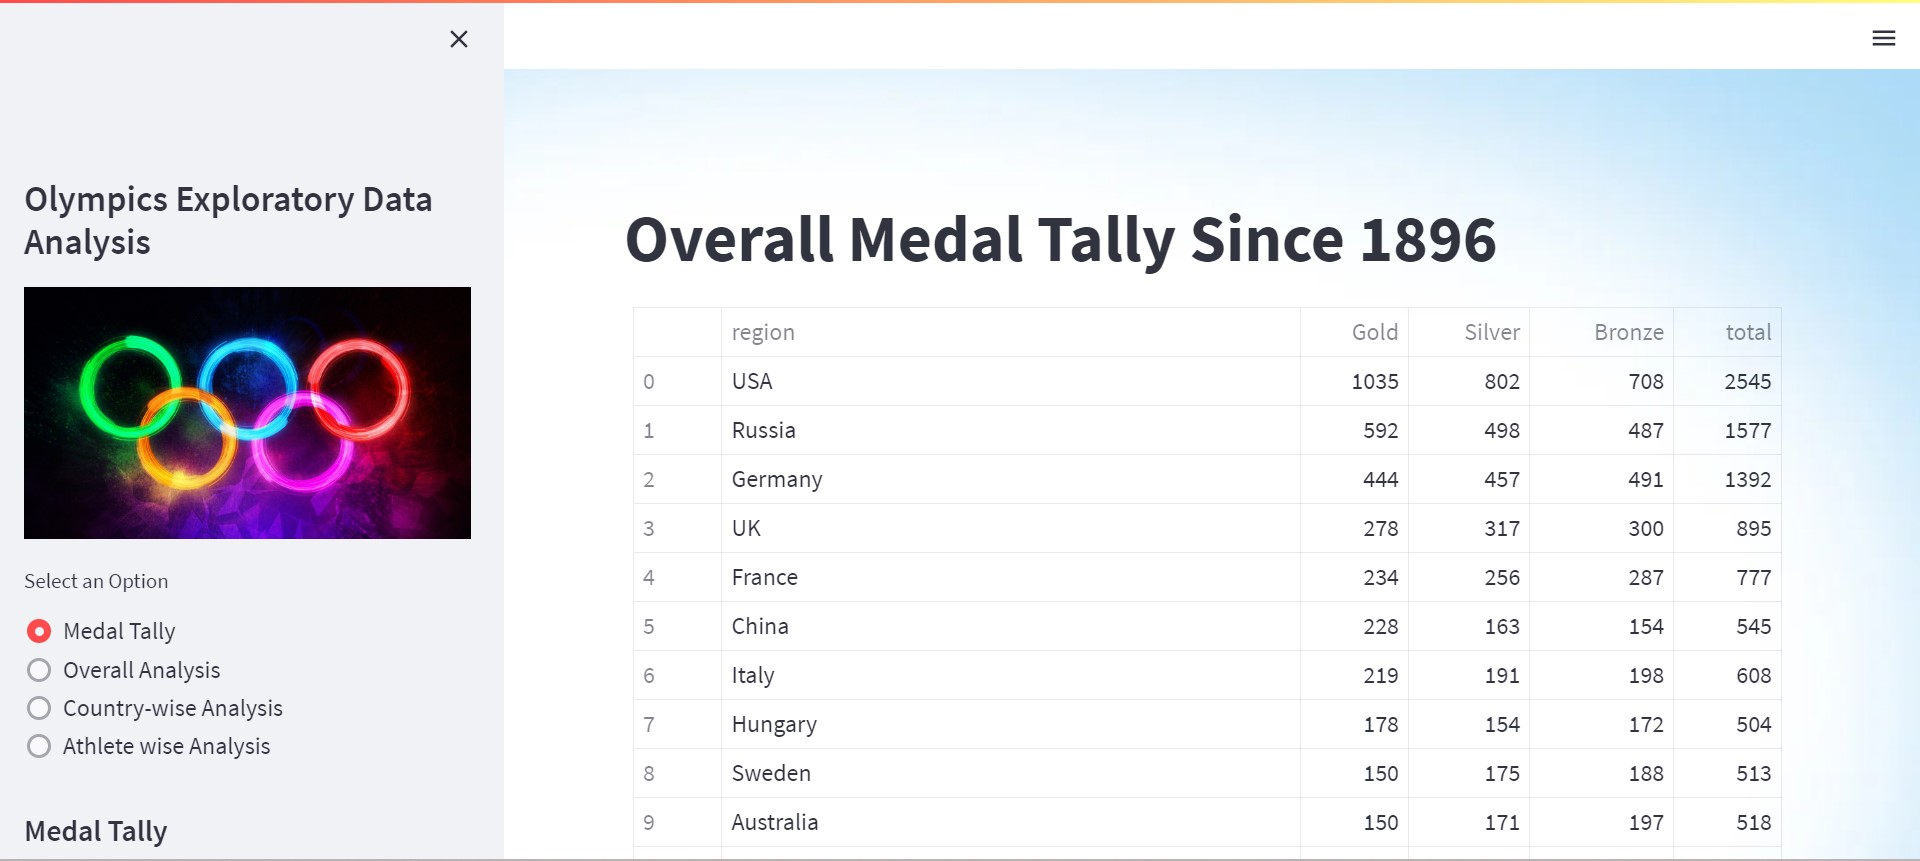 Olympics Exploratory Data
Analysis
Select an Option
Medal Tally
Overall Analysis
Country-wise Analysis
Athlete wise Analysis
Medal Tally
Overall Medal Tally Since 1896
region Gold Silver Bronze total
0 USA 1035 802 708 2545
1 Russia 592 498 487 1577
2 Germany 444 457 491 1392
3 UK 278 317 300 895
4 France 234 256 287 777
5 China 228 163 154 545
6 Italy 219 191 198 608
7 Hungary 178 154 172 504
8 Sweden 150 175 188 513
9 Australia 150 171 197 518